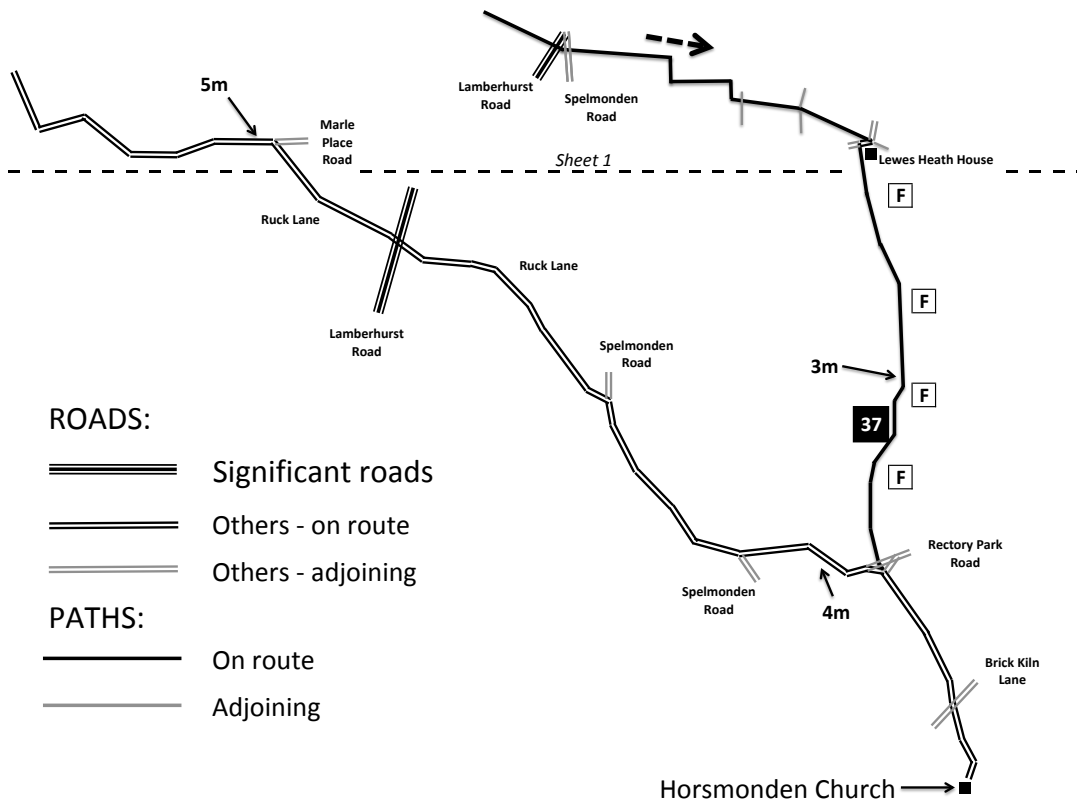 Lamberhurst
Road
Spelmonden
Road
5m
Marle
Place
Road
Sheet 1
Lewes Heath House
F
Ruck Lane
Ruck Lane
F
Lamberhurst
Road
Spelmonden
Road
3m
F
37
F
ROADS:
Significant roads
Others - on route
Others - adjoining
PATHS:
On route
Adjoining
Rectory Park
Road
Spelmonden
Road
4m
Brick Kiln
Lane
Horsmonden Church